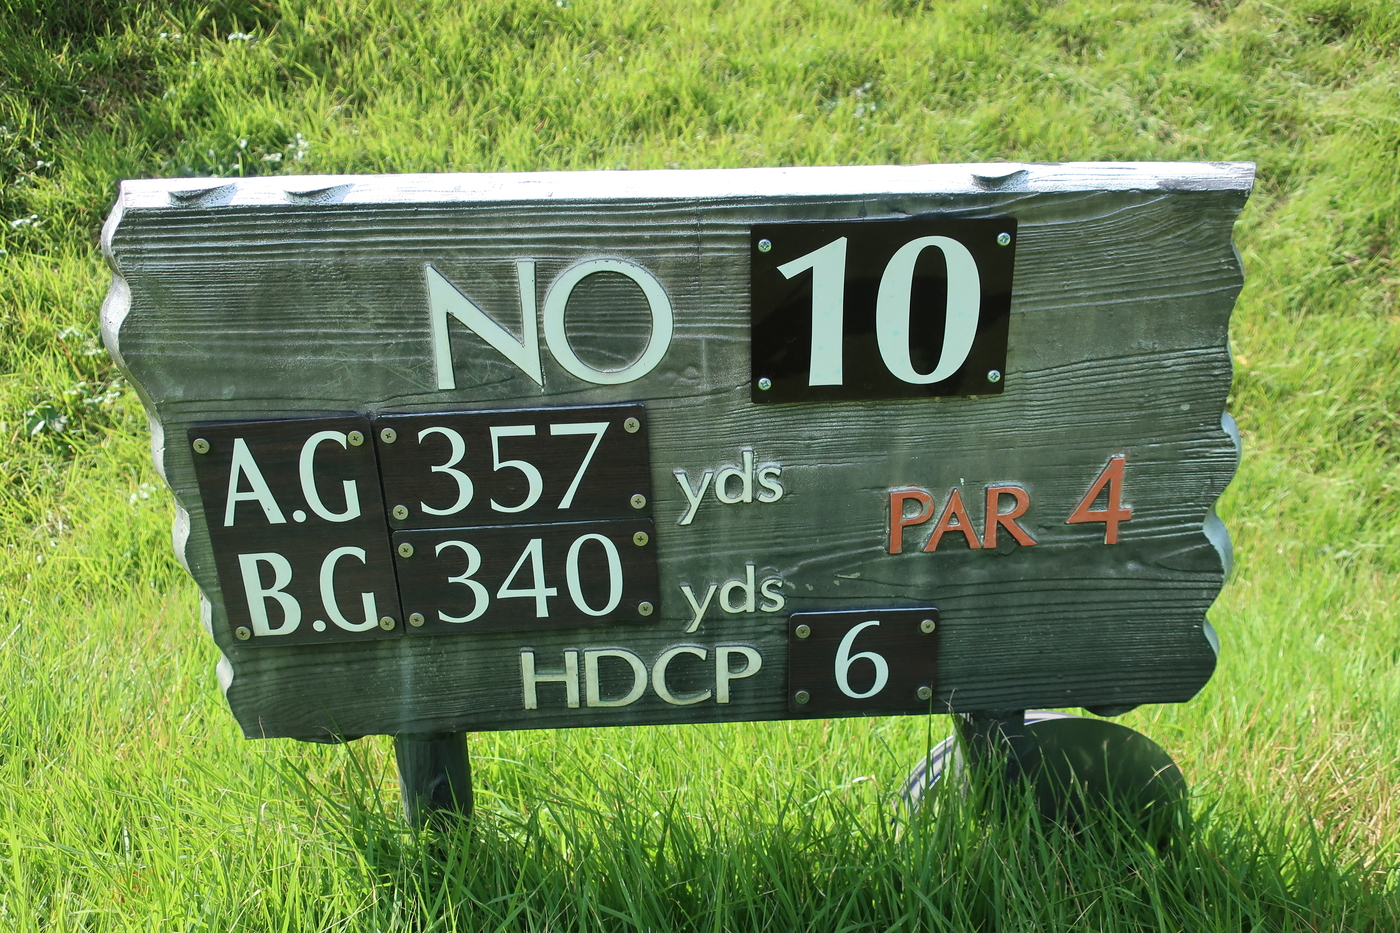 NO 10
A.G 357 yds
B.G 340 yds
PAR 4
HDCP 6